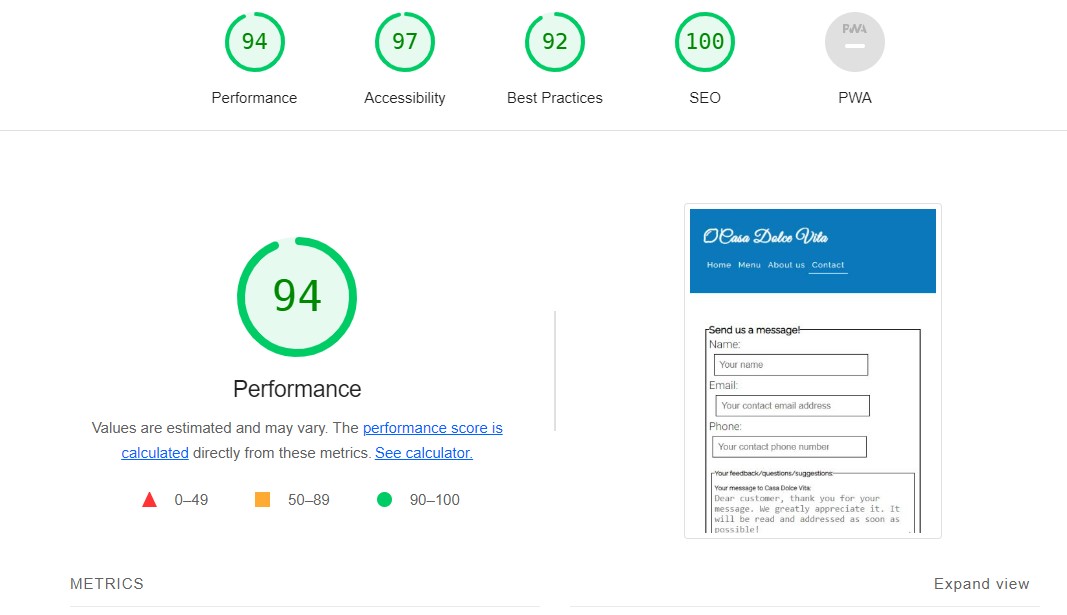 94
97
92
100
PWA
Performance
Accessibility
Best Practices
SEO
PWA
94
Performance
Values are estimated and may vary. The performance score is
calculated directly from these metrics. See calculator.
0–49
50–89
90–100
O'Casa Dolce Vita
Home Menu About us Contact
Send us a message!
Name:
Your name
Email:
Your contact email address
Phone:
Your contact phone number
Your feedback/questions/suggestions:
Your message to Casa Dolce Vita:
Dear customer, thank you for your
message. We greatly appreciate it. It
will be read and addressed as soon as
possible!
METRICS
Expand view